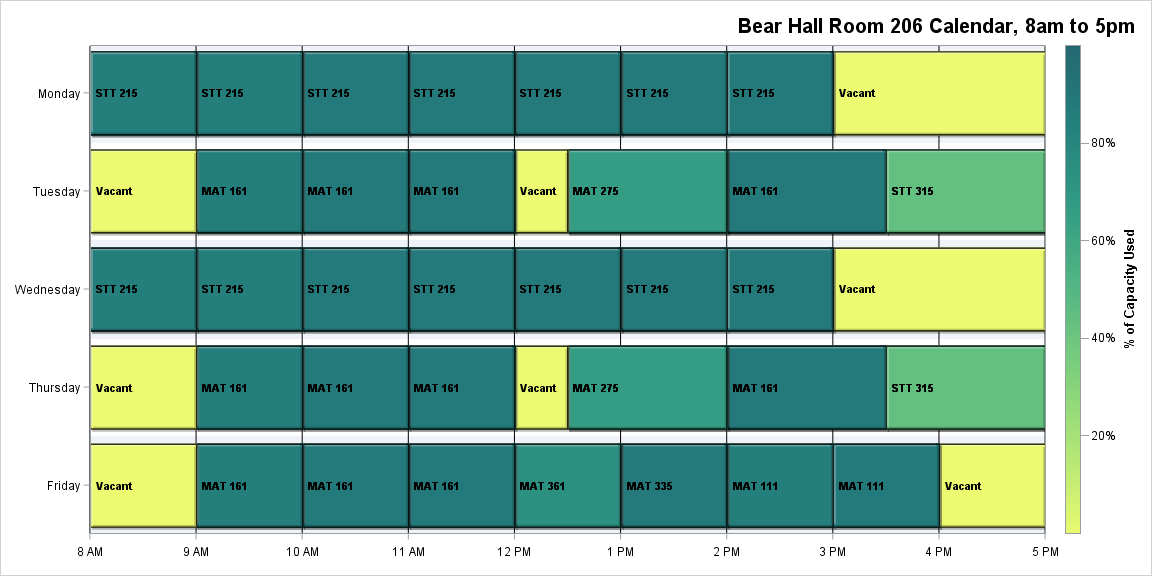 Bear Hall Room 206 Calendar, 8am to 5pm
Monday STT 215 STT 215 STT 215 STT 215 STT 215 STT 215 STT 215 Vacant
80%
Tuesday Vacant MAT 161 MAT 161 MAT 161 Vacant MAT 275 MAT 161 STT 315
60%
Wednesday STT 215 STT 215 STT 215 STT 215 STT 215 STT 215 STT 215 Vacant
% of Capacity Used
40%
Thursday Vacant MAT 161 MAT 161 MAT 161 Vacant MAT 275 MAT 161 STT 315
20%
Friday Vacant MAT 161 MAT 161 MAT 161 MAT 361 MAT 335 MAT 111 MAT 111 Vacant
8 AM 9 AM 10 AM 11 AM 12 PM 1 PM 2 PM 3 PM 4 PM 5 PM